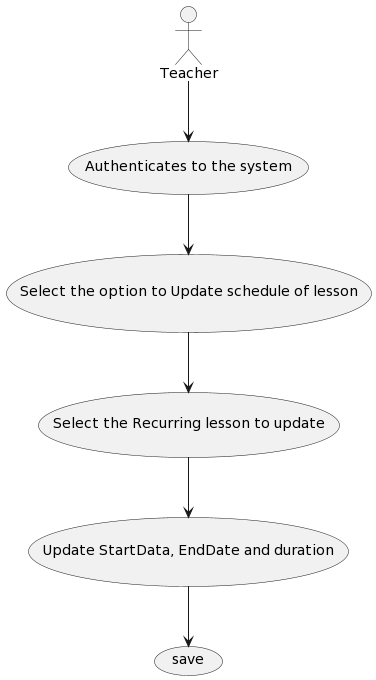 Teacher
Authenticates to the system
Select the option to Update schedule of lesson
Select the Recurring lesson to update
Update StartData, EndDate and duration
save